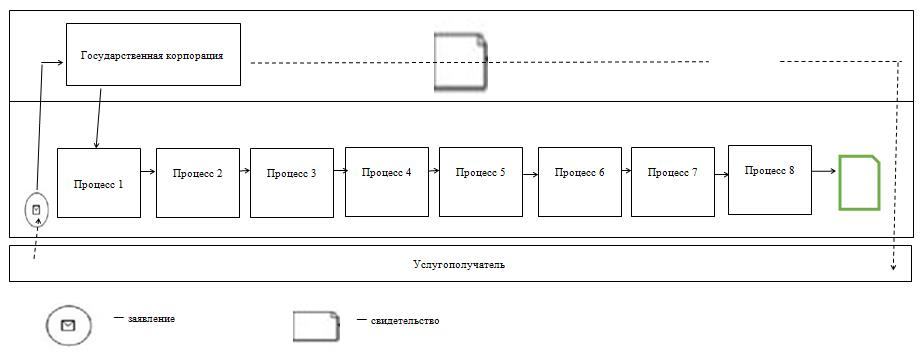 Государственная корпорация
Процесс 1
Процесс 2
Процесс 3
Процесс 4
Процесс 5
Процесс 6
Процесс 7
Процесс 8
Услугополучатель
— заявление
— свидетельство